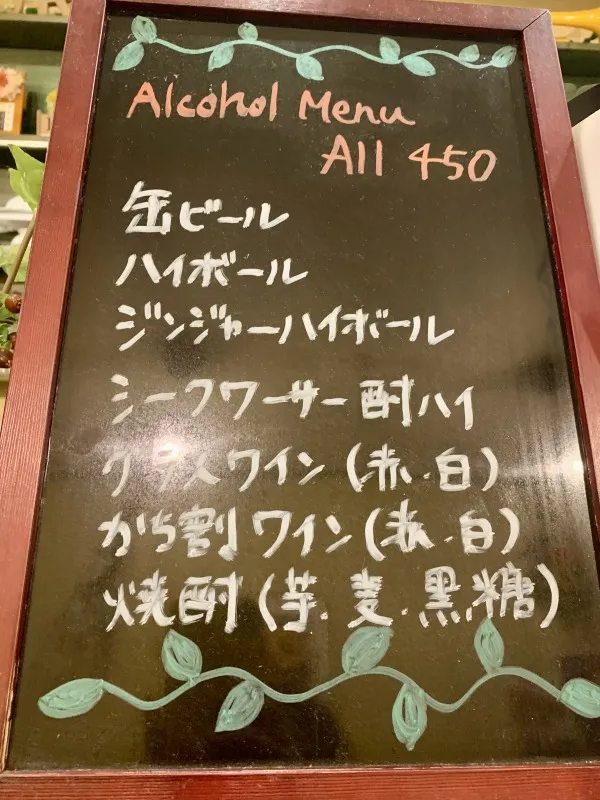 Alcohol Menu
All 450
缶ビール
ハイボール
ジンジャーハイボール
シークワーサー酎ハイ
グラスワイン(赤・白)
かち割ワイン(赤・白)
焼酎(芋・麦・黒糖)